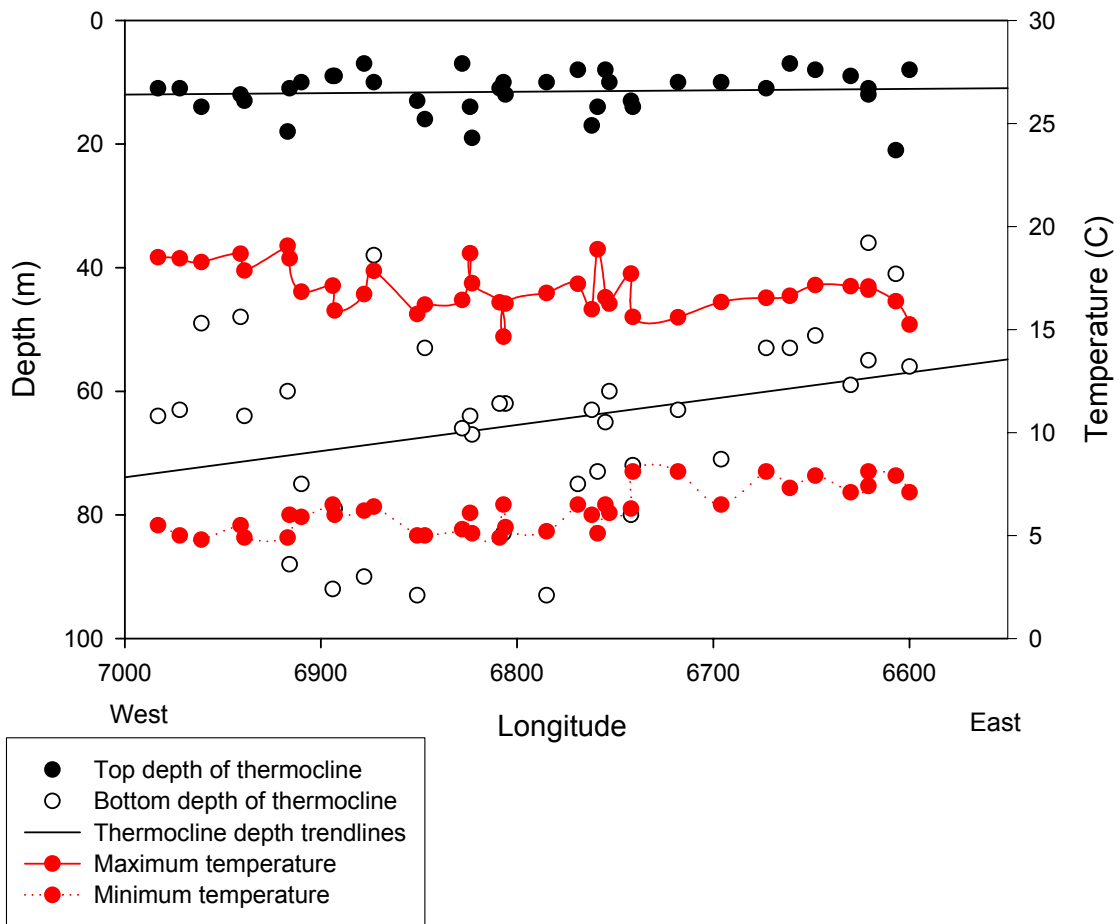 0
20
40
60
80
100
Depth (m)
30
25
20
15
10
5
0
Temperature (C)
7000
6900
6800
6700
6600
West
Longitude
East
Top depth of thermocline
Bottom depth of thermocline
Thermocline depth trendlines
Maximum temperature
Minimum temperature